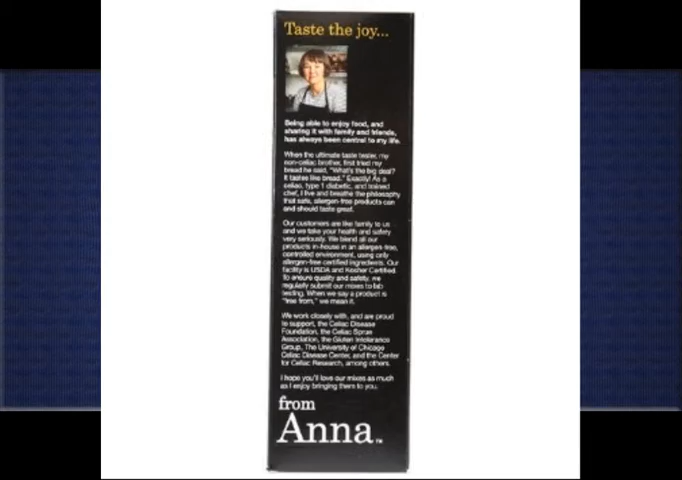 Taste the joy...
Being able to enjoy food, and
sharing it with family and friends,
has always been central to my life.
When the ultimate taste tester, my
non-celiac brother, first tried my
bread he said, "What's the big deal?
It tastes like bread." Exactly! As a
celiac, type 1 diabetic, and trained
chef, I live and breathe the philosophy
that safe, allergen-free products can
and should taste great.
Our customers are like family to us
and we take your health and safety
very seriously. We blend all our
products in-house in an allergen-free,
controlled environment, using only
allergen-free certified ingredients. Our
facility is USDA and Kosher Certified.
To ensure quality and safety, we
regularly submit our mixes to lab
testing. When we say a product is
"free from," we mean it.
We work closely with, and are proud
to support, the Celiac Disease
Foundation, the Celiac Sprue
Association, the Gluten Intolerance
Group, The University of Chicago
Celiac Disease Center, and the Center
for Celiac Research, among others.
I hope you'll love our mixes as much
as I enjoy bringing them to you.
from
Anna™